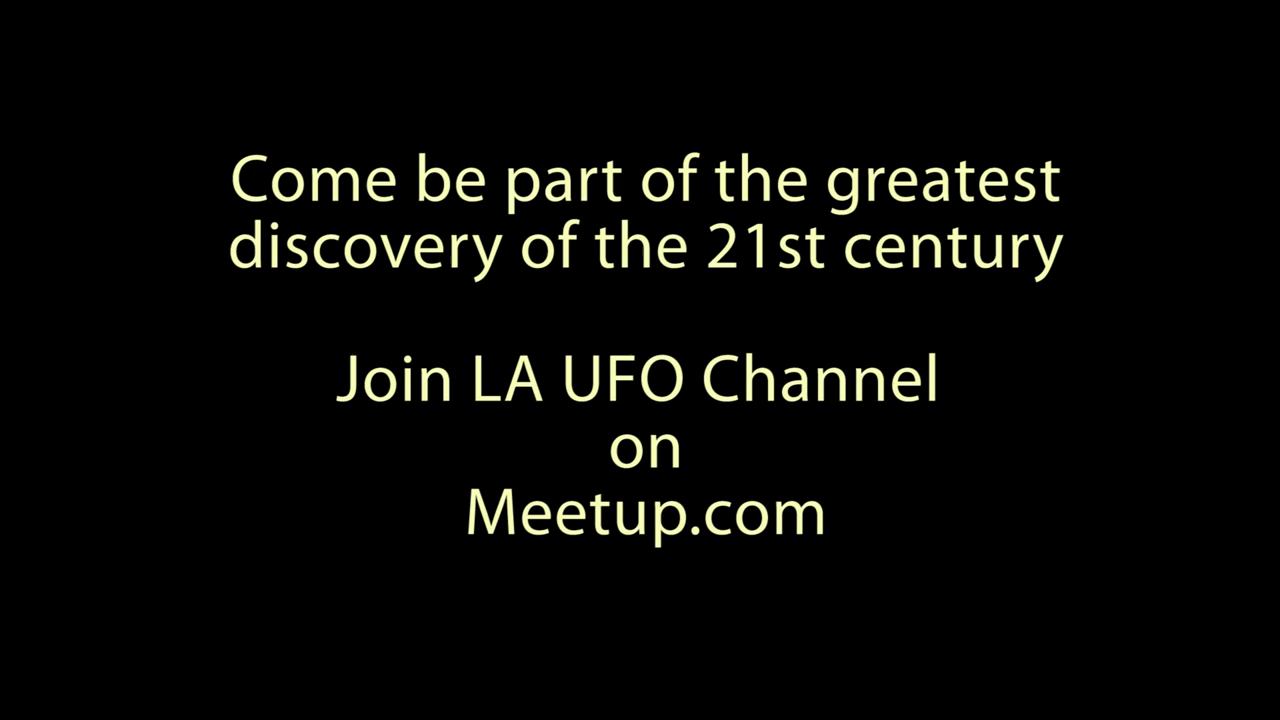 Come be part of the greatest
discovery of the 21st century
Join LA UFO Channel
on
Meetup.com